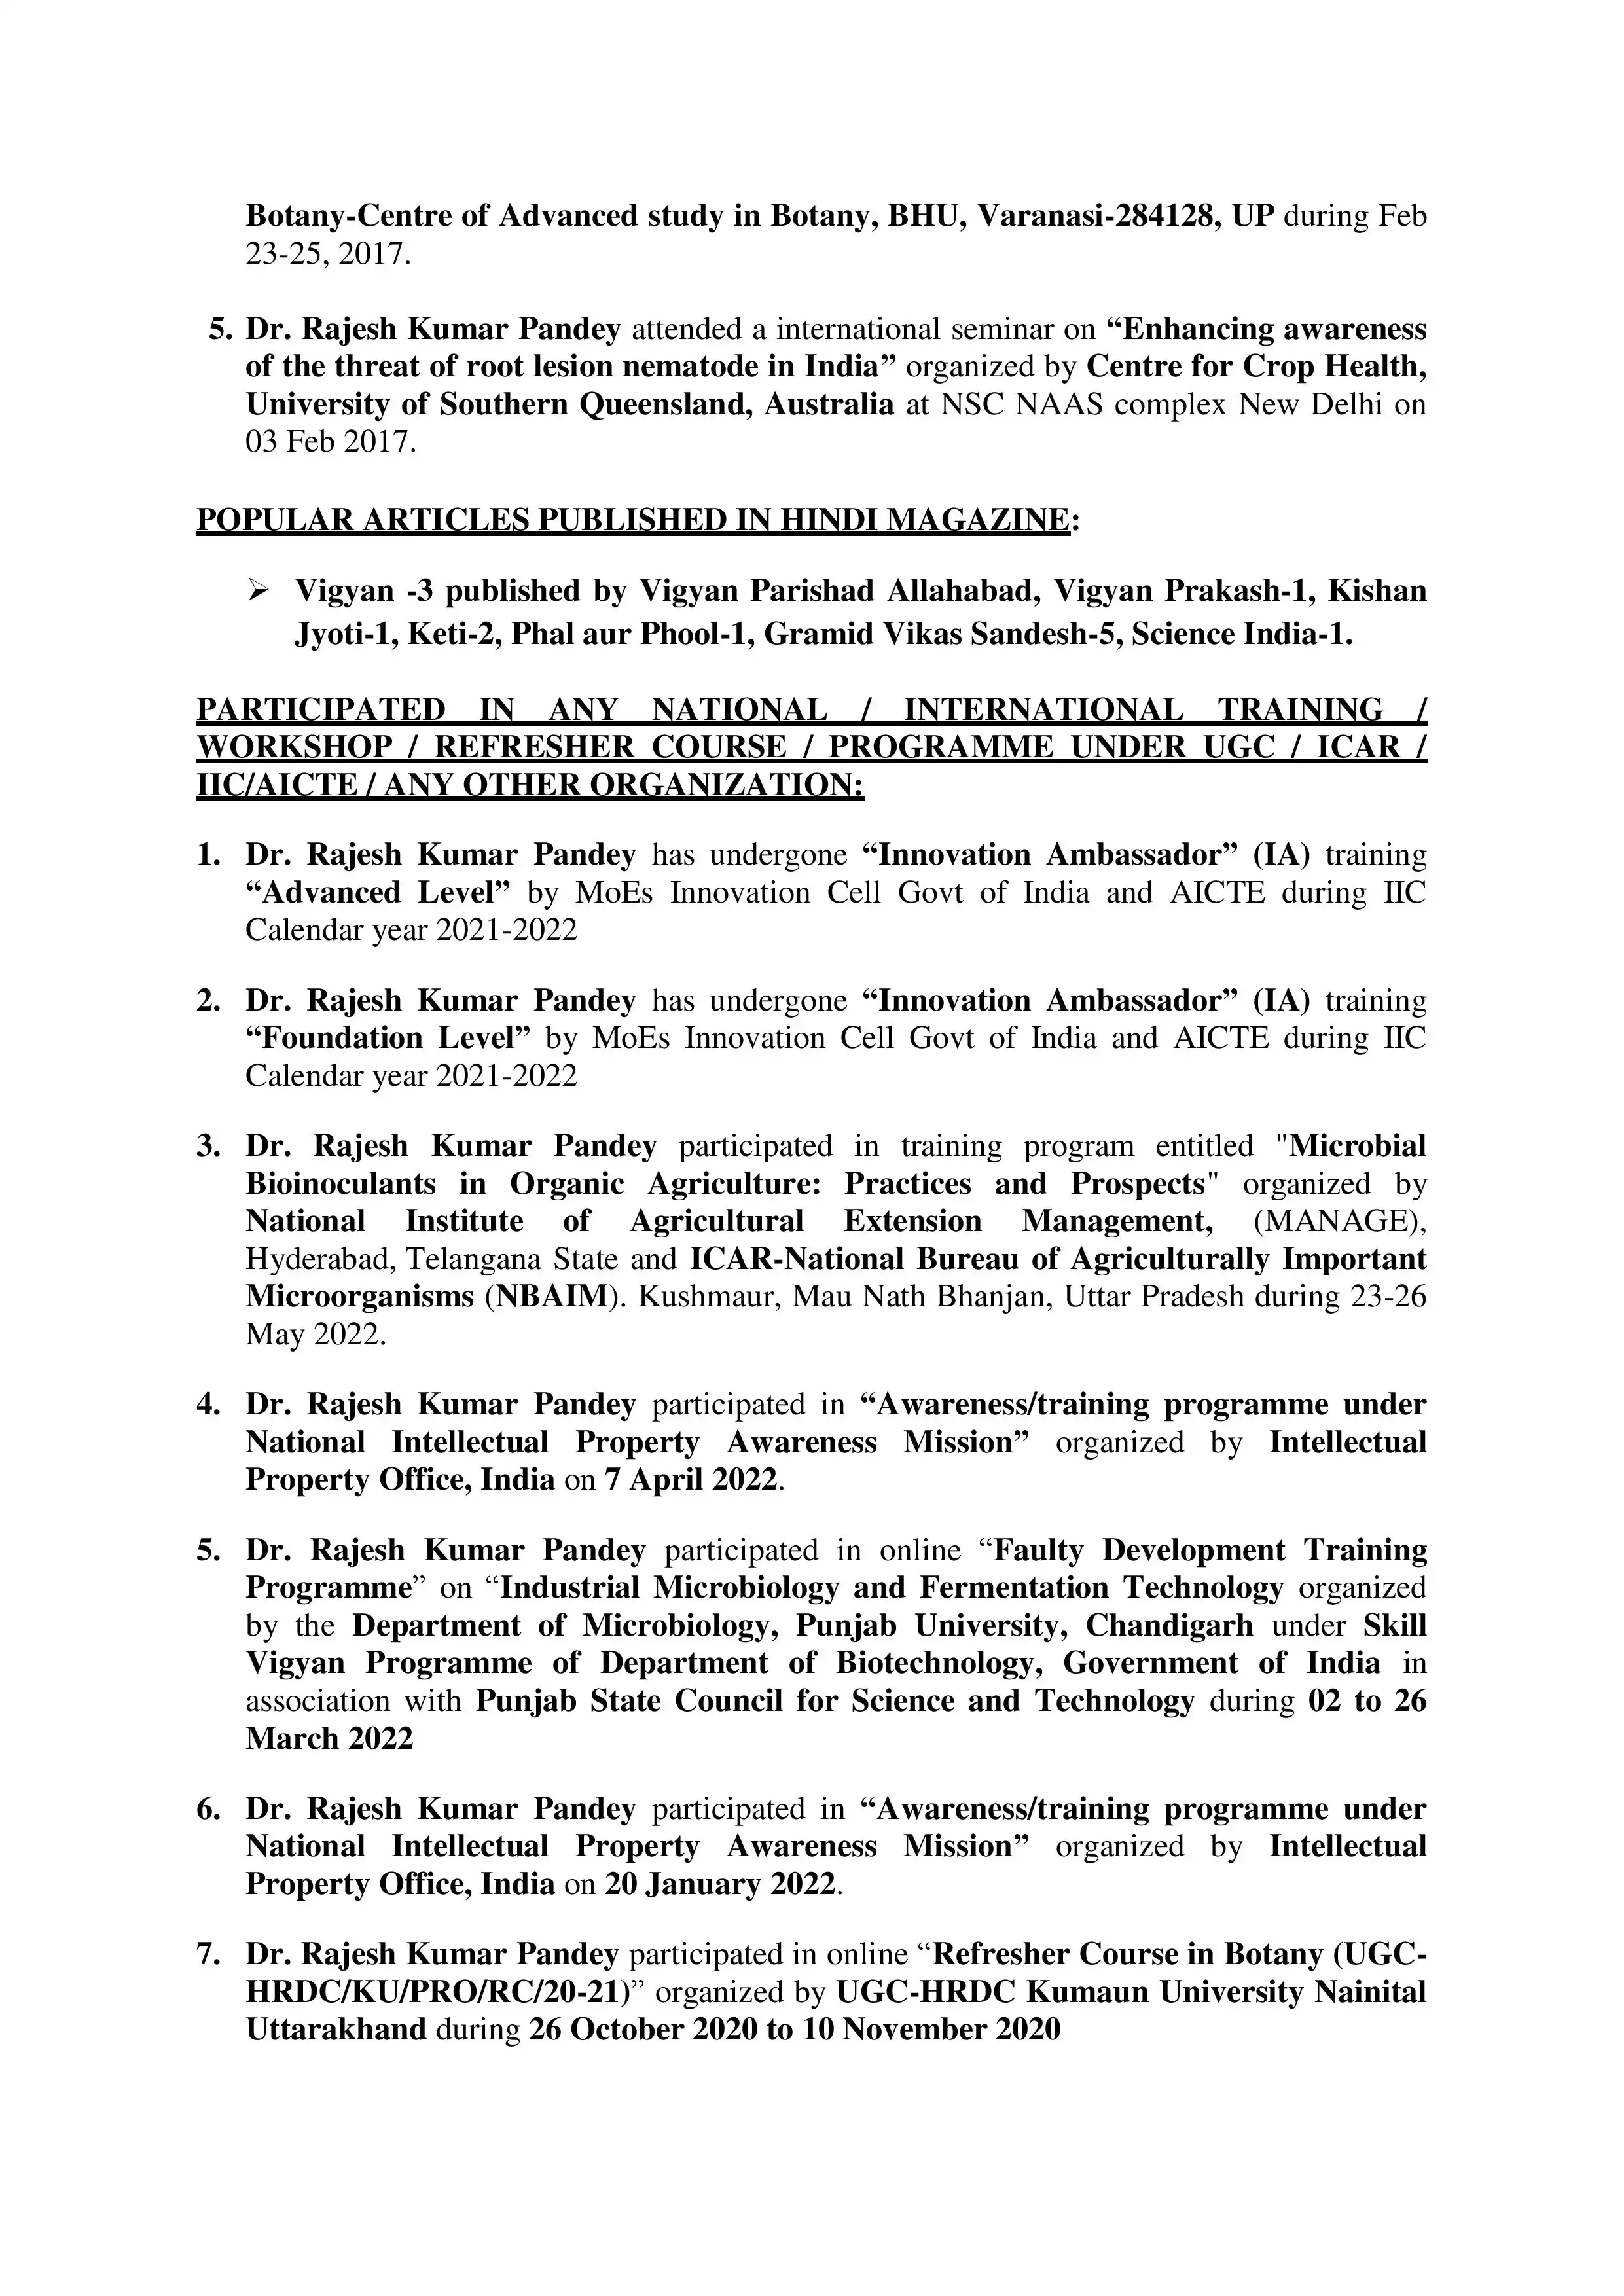 Botany-Centre of Advanced study in Botany, BHU, Varanasi-284128, UP during Feb
23-25, 2017.
5. Dr. Rajesh Kumar Pandey attended a international seminar on “Enhancing awareness
of the threat of root lesion nematode in India” organized by Centre for Crop Health,
University of Southern Queensland, Australia at NSC NAAS complex New Delhi on
03 Feb 2017.
POPULAR ARTICLES PUBLISHED IN HINDI MAGAZINE:
➢ Vigyan -3 published by Vigyan Parishad Allahabad, Vigyan Prakash-1, Kishan
Jyoti-1, Keti-2, Phal aur Phool-1, Gramid Vikas Sandesh-5, Science India-1.
PARTICIPATED IN ANY NATIONAL / INTERNATIONAL TRAINING /
WORKSHOP / REFRESHER COURSE / PROGRAMME UNDER UGC / ICAR /
IIC/AICTE / ANY OTHER ORGANIZATION:
1. Dr. Rajesh Kumar Pandey has undergone “Innovation Ambassador” (IA) training
“Advanced Level” by MoEs Innovation Cell Govt of India and AICTE during IIC
Calendar year 2021-2022
2. Dr. Rajesh Kumar Pandey has undergone “Innovation Ambassador” (IA) training
“Foundation Level” by MoEs Innovation Cell Govt of India and AICTE during IIC
Calendar year 2021-2022
3. Dr. Rajesh Kumar Pandey participated in training program entitled "Microbial
Bioinoculants in Organic Agriculture: Practices and Prospects" organized by
National Institute of Agricultural Extension Management, (MANAGE),
Hyderabad, Telangana State and ICAR-National Bureau of Agriculturally Important
Microorganisms (NBAIM). Kushmaur, Mau Nath Bhanjan, Uttar Pradesh during 23-26
May 2022.
4. Dr. Rajesh Kumar Pandey participated in “Awareness/training programme under
National Intellectual Property Awareness Mission” organized by Intellectual
Property Office, India on 7 April 2022.
5. Dr. Rajesh Kumar Pandey participated in online “Faulty Development Training
Programme” on “Industrial Microbiology and Fermentation Technology organized
by the Department of Microbiology, Punjab University, Chandigarh under Skill
Vigyan Programme of Department of Biotechnology, Government of India in
association with Punjab State Council for Science and Technology during 02 to 26
March 2022
6. Dr. Rajesh Kumar Pandey participated in “Awareness/training programme under
National Intellectual Property Awareness Mission” organized by Intellectual
Property Office, India on 20 January 2022.
7. Dr. Rajesh Kumar Pandey participated in online “Refresher Course in Botany (UGC-
HRDC/KU/PRO/RC/20-21)” organized by UGC-HRDC Kumaun University Nainital
Uttarakhand during 26 October 2020 to 10 November 2020